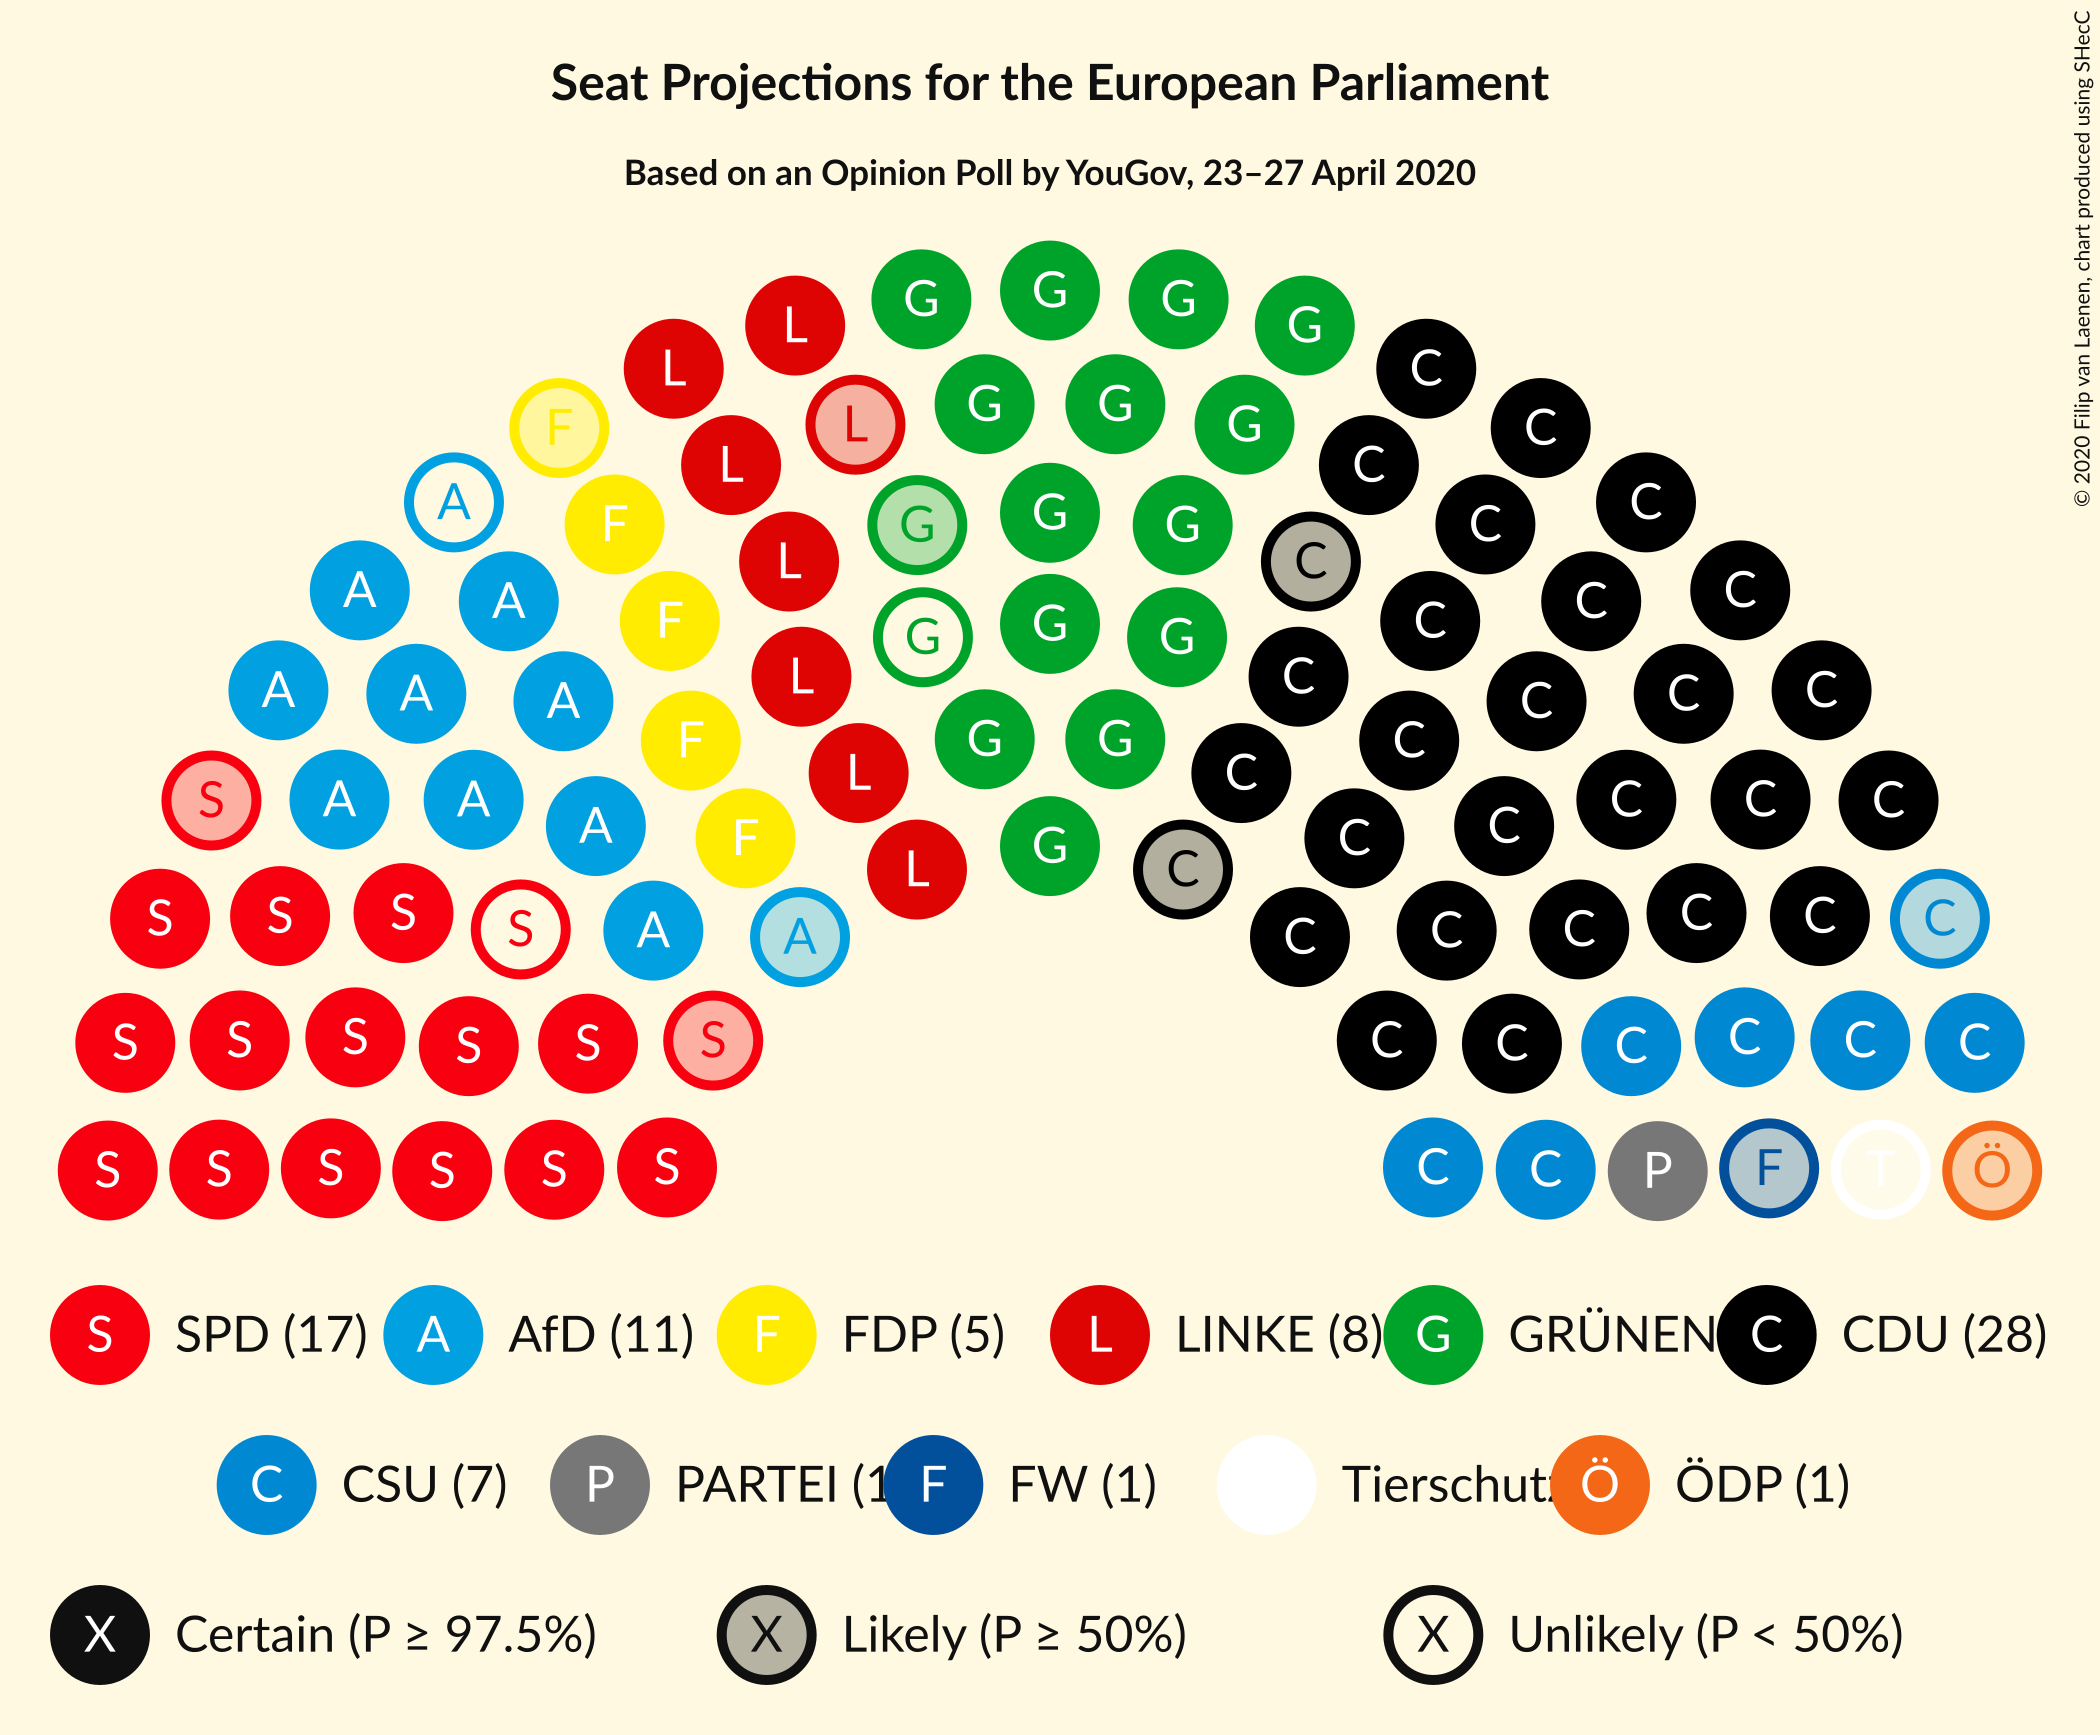 Seat Projections for the European Parliament
Based on an Opinion Poll by YouGov, 23–27 April 2020
© 2020 Filip van Laenen, chart produced using SHecC
G G G G
L L C C
F L G G G C C
A F L G G G C C C
A A F L G G G C C C C
A A A F L G G C C C C C
S A A A F L G C C C C C C
S S S S A A C C C C C C
S S S S S S C C C C C C
S S S S S S C C P F T Ö
S SPD (17) A AfD (11) F FDP (5) L LINKE (8) G GRÜNEN C CDU (28)
C CSU (7) P PARTEI (1 F FW (1) Tierschutz Ö ÖDP (1)
X Certain (P ≥ 97.5%) X Likely (P ≥ 50%) X Unlikely (P < 50%)